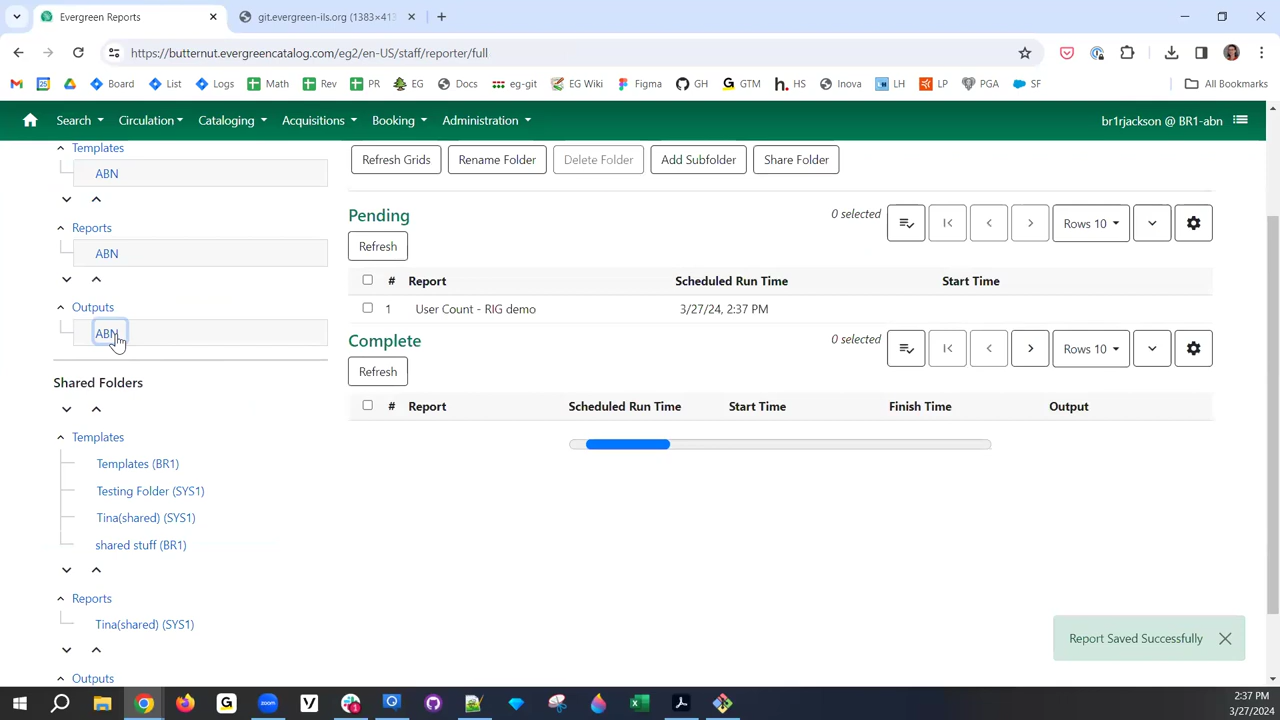 Evergreen Reports
git.evergreen-ils.org (1383×413
https://butternut.evergreencatalog.com/eg2/en-US/staff/reporter/full
Board
List
Logs
Math
Rev
PR
EG
Docs
eg-git
EG Wiki
Figma
GH
GTM
HS
Inova
LH
LP
PGA
SF
All Bookmarks
Search
Circulation
Cataloging
Acquisitions
Booking
Administration
br1rjackson @ BR1-abn
Templates
ABN
Reports
ABN
Outputs
ABN
Shared Folders
Templates
Templates (BR1)
Testing Folder (SYS1)
Tina(shared) (SYS1)
shared stuff (BR1)
Reports
Tina(shared) (SYS1)
Outputs
Refresh Grids
Rename Folder
Delete Folder
Add Subfolder
Share Folder
Pending
0 selected
Rows 10
Refresh
# Report Scheduled Run Time Start Time
1 User Count - RIG demo 3/27/24, 2:37 PM
Complete
0 selected
Rows 10
Refresh
# Report Scheduled Run Time Start Time Finish Time Output
Report Saved Successfully
2:37 PM
3/27/2024